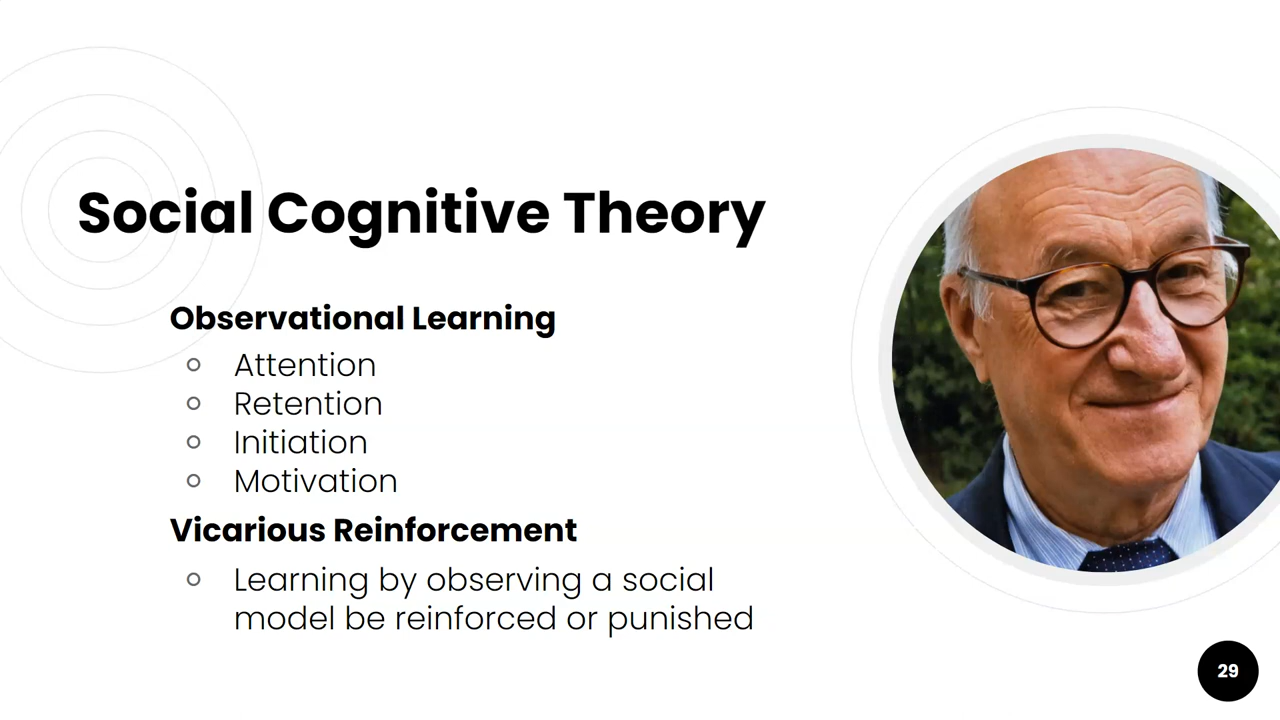 Social Cognitive Theory
Observational Learning
Attention
Retention
Initiation
Motivation
Vicarious Reinforcement
Learning by observing a social
model be reinforced or punished
29